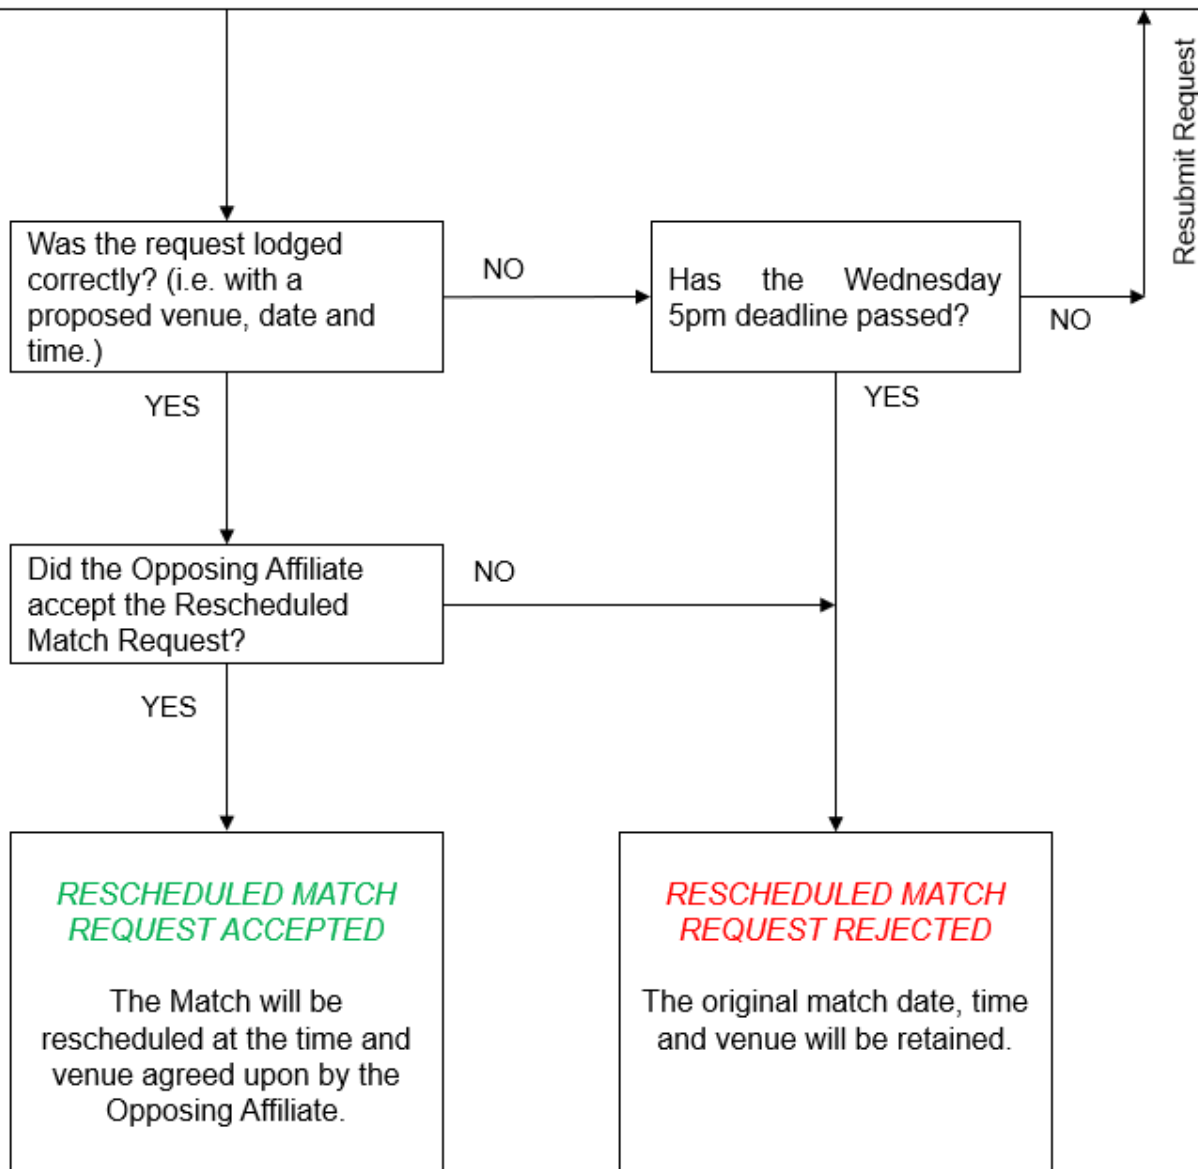 Resubmit Request
Was the request lodged
correctly? (i.e. with a
proposed venue, date and
time.)
NO
Has the Wednesday
5pm deadline passed?
NO
YES
YES
Did the Opposing Affiliate
accept the Rescheduled
Match Request?
NO
YES
RESCHEDULED MATCH
REQUEST ACCEPTED
The Match will be
rescheduled at the time and
venue agreed upon by the
Opposing Affiliate.
RESCHEDULED MATCH
REQUEST REJECTED
The original match date, time
and venue will be retained.